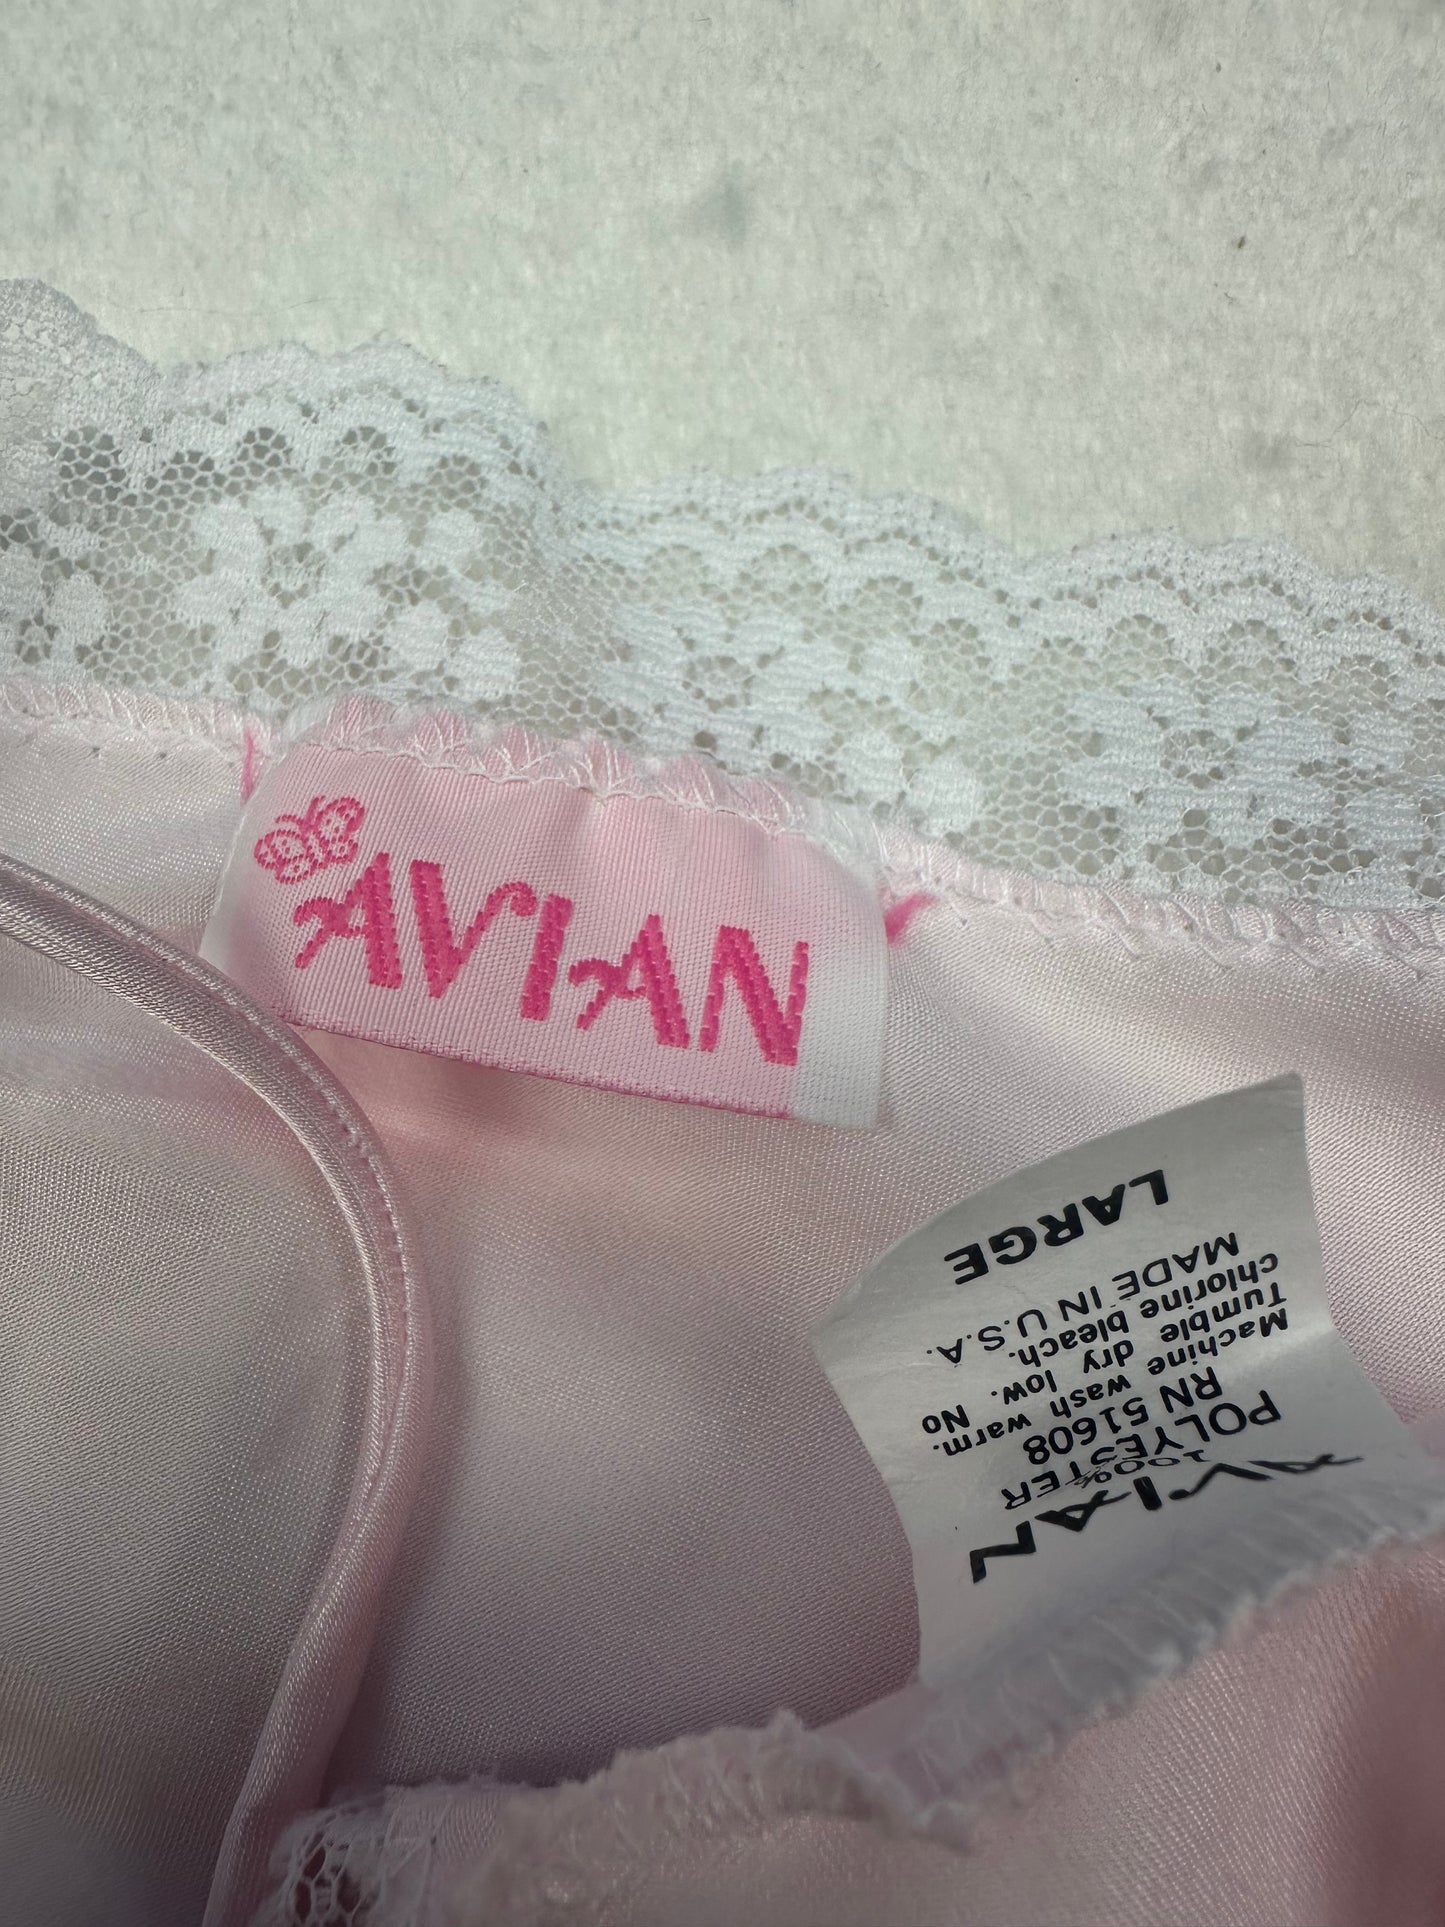 AVIAN
AVIAN
100%
POLYESTER
RN 51608
Machine wash warm.
Tumble dry low. No
chlorine bleach.
MADE IN U.S.A.
LARGE